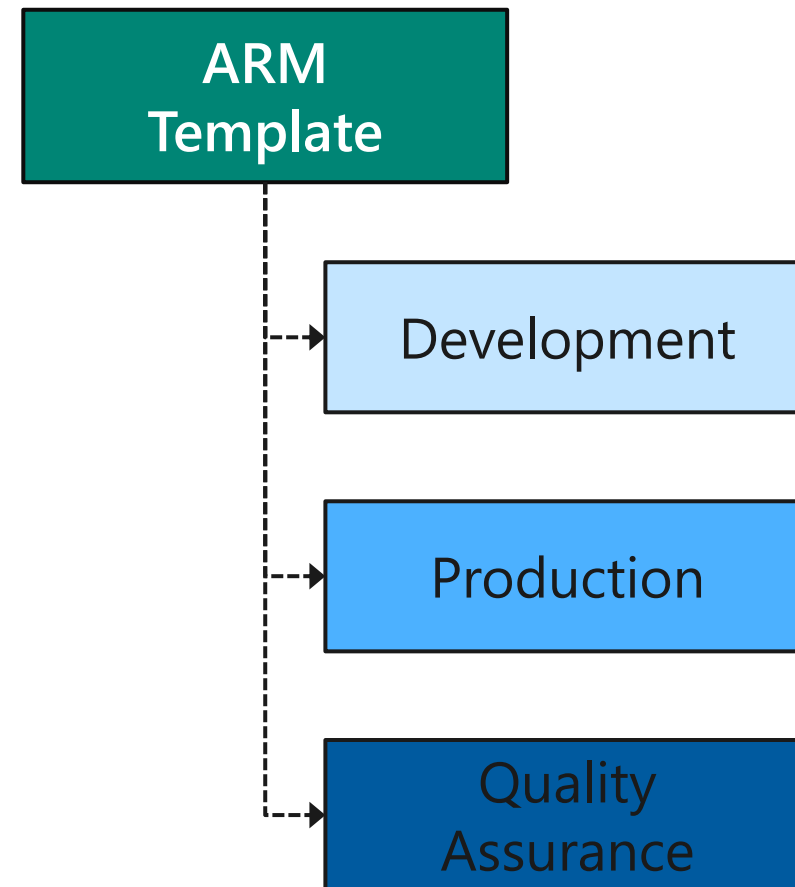 ARM
Template
Development
Production
Quality
Assurance